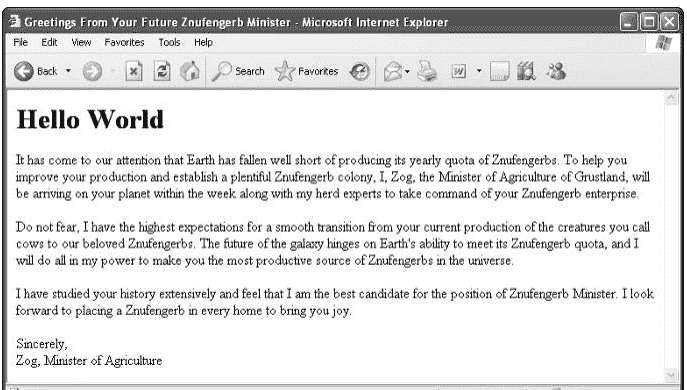 Greetings From Your Future Znufengerb Minister - Microsoft Internet Explorer
File Edit View Favorites Tools Help
Back Search Favorites
Hello World
It has come to our attention that Earth has fallen well short of producing its yearly quota of Znufengerbs. To help you
improve your production and establish a plentiful Znufengerb colony, I, Zog, the Minister of Agriculture of Grustland, will
be arriving on your planet within the week along with my herd experts to take command of your Znufengerb enterprise.
Do not fear, I have the highest expectations for a smooth transition from your current production of the creatures you call
cows to our beloved Znufengerbs. The future of the galaxy hinges on Earth's ability to meet its Znufengerb quota, and I
will do all in my power to make you the most productive source of Znufengerbs in the universe.
I have studied your history extensively and feel that I am the best candidate for the position of Znufengerb Minister. I look
forward to placing a Znufengerb in every home to bring you joy.
Sincerely,
Zog, Minister of Agriculture